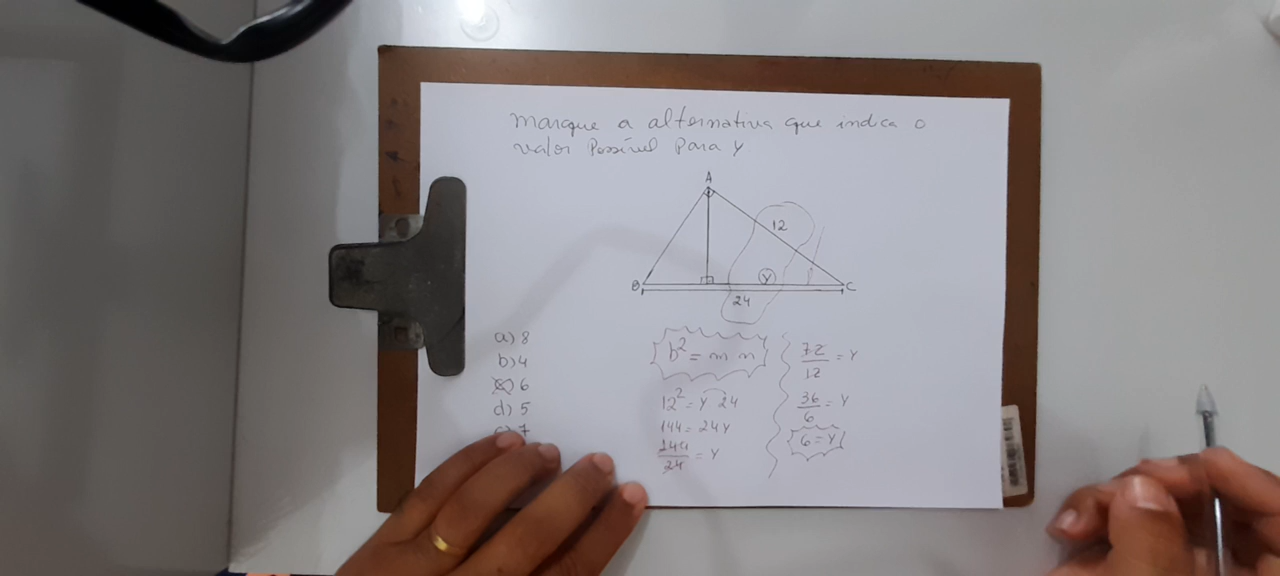 Marque a alternativa que indica o
valor Possível Para y
A
12
B
Y
C
24
a) 8
b) 4
c) 6
d) 5
e) 7
b² = m n
12² = Y 24
144 = 24Y
144/24 = Y
72/12 = Y
36/6 = Y
6 = Y